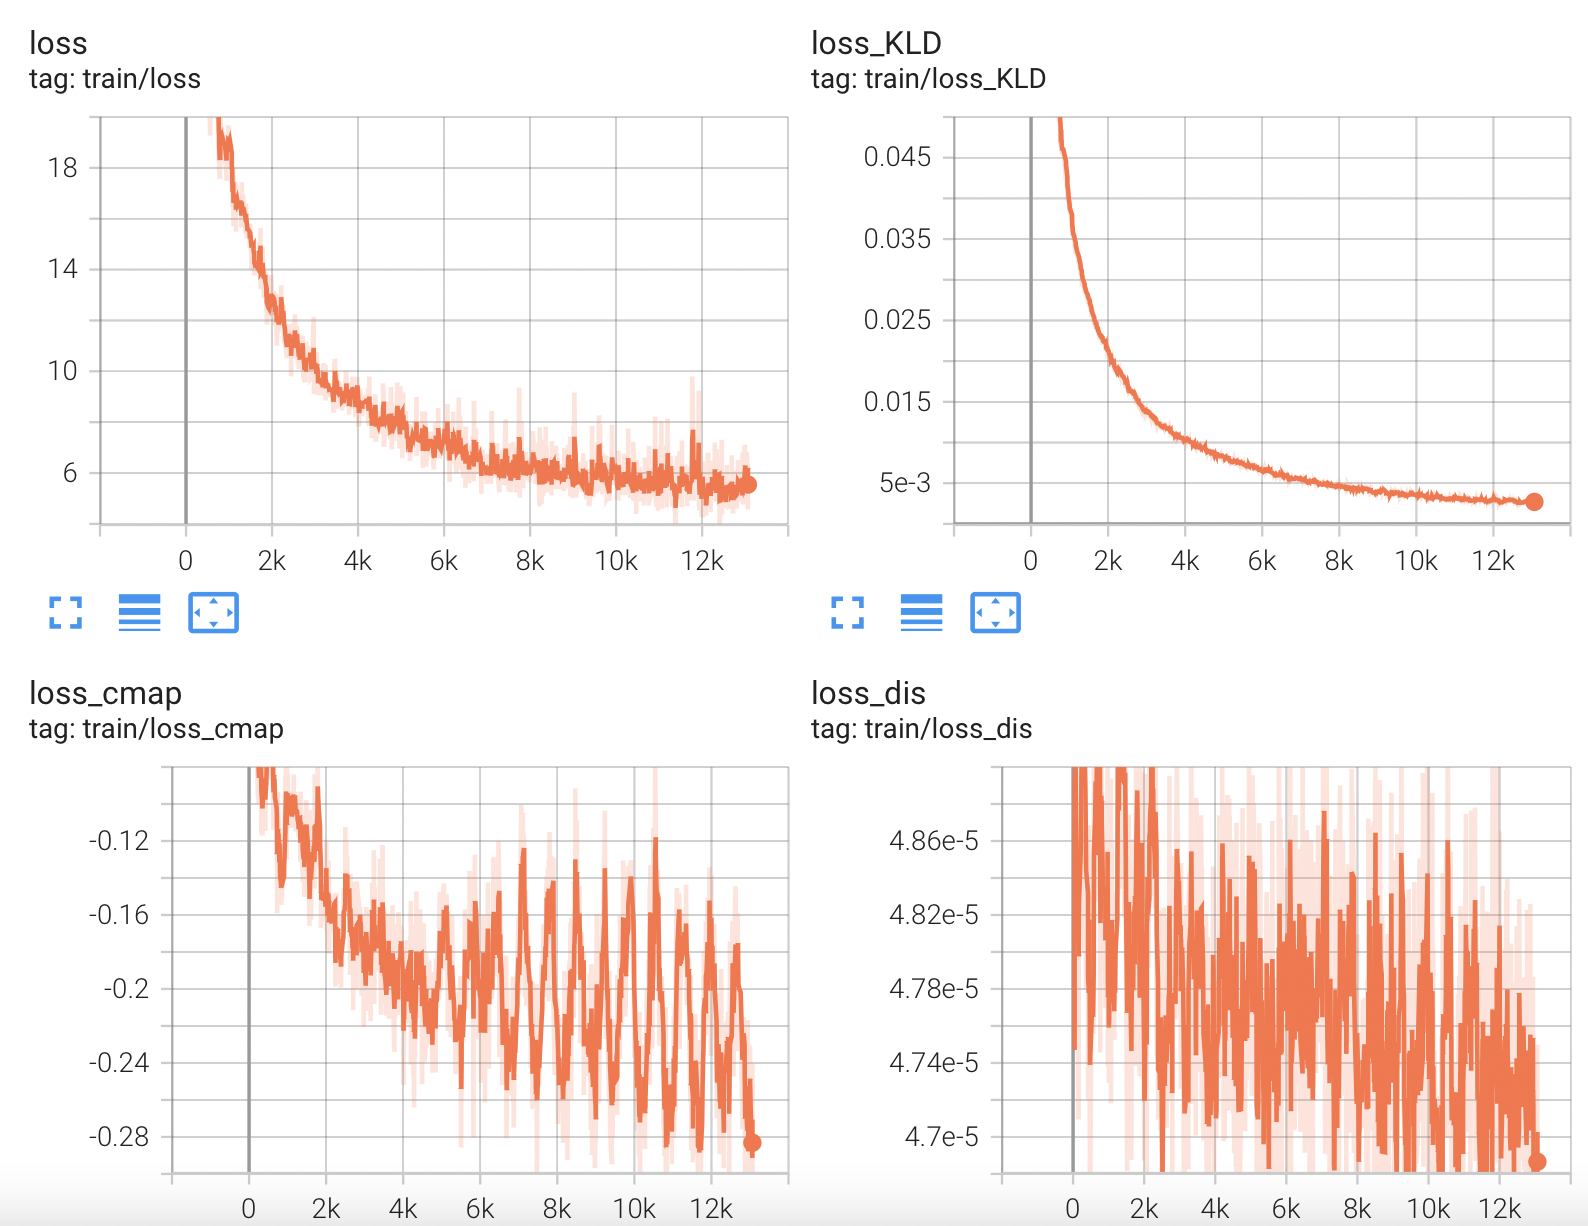 loss
tag: train/loss
18
14
10
6
0 2k 4k 6k 8k 10k 12k
loss_KLD
tag: train/loss_KLD
0.045
0.035
0.025
0.015
5e-3
0 2k 4k 6k 8k 10k 12k
loss_cmap
tag: train/loss_cmap
-0.12
-0.16
-0.2
-0.24
-0.28
0 2k 4k 6k 8k 10k 12k
loss_dis
tag: train/loss_dis
4.86e-5
4.82e-5
4.78e-5
4.74e-5
4.7e-5
0 2k 4k 6k 8k 10k 12k